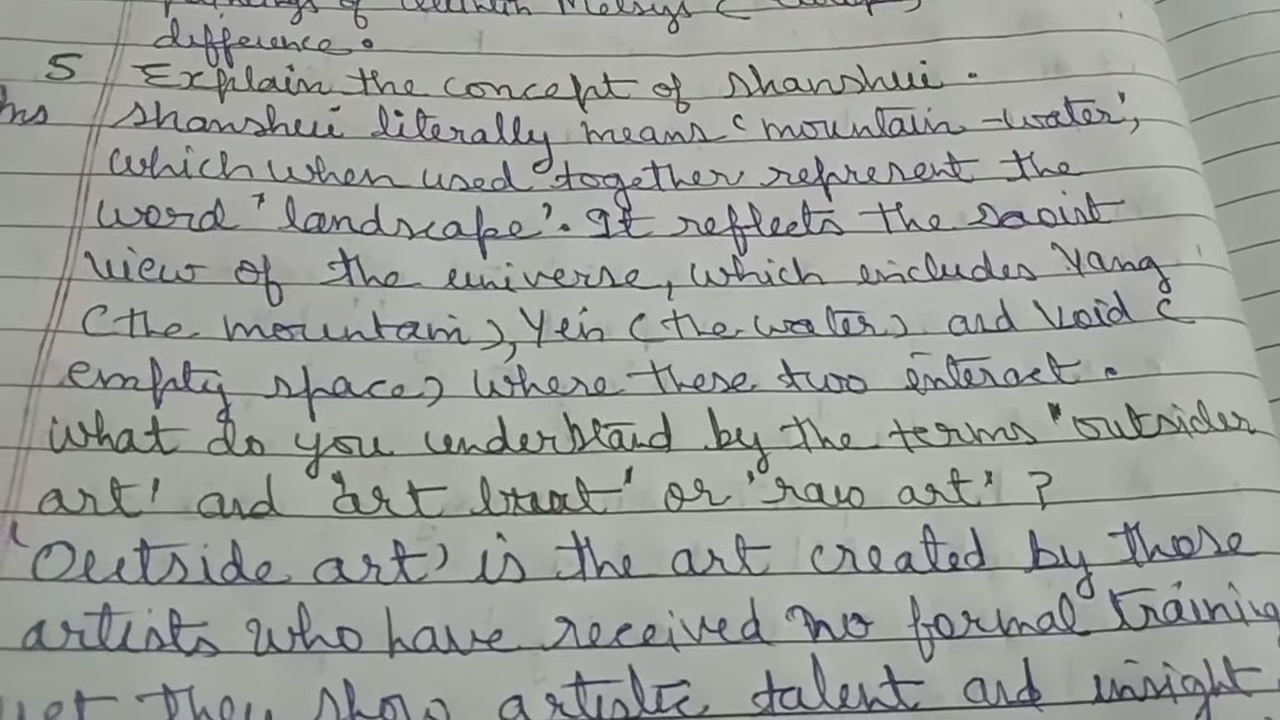 difference.
5 Explain the concept of Shanshui.
Ans Shanshui literally means 'mountain-water',
which when used together represent the
word 'landscape'. It reflects the Daoist
view of the universe, which includes Yang
(the mountain), Yein (the water) and Void (
empty space) where these two interact.
What do you understand by the terms "outsider
art' and 'art brut' or 'raw art'?
'Outside art' is the art created by those
artists who have received no formal training
yet they show artistic talent and insight